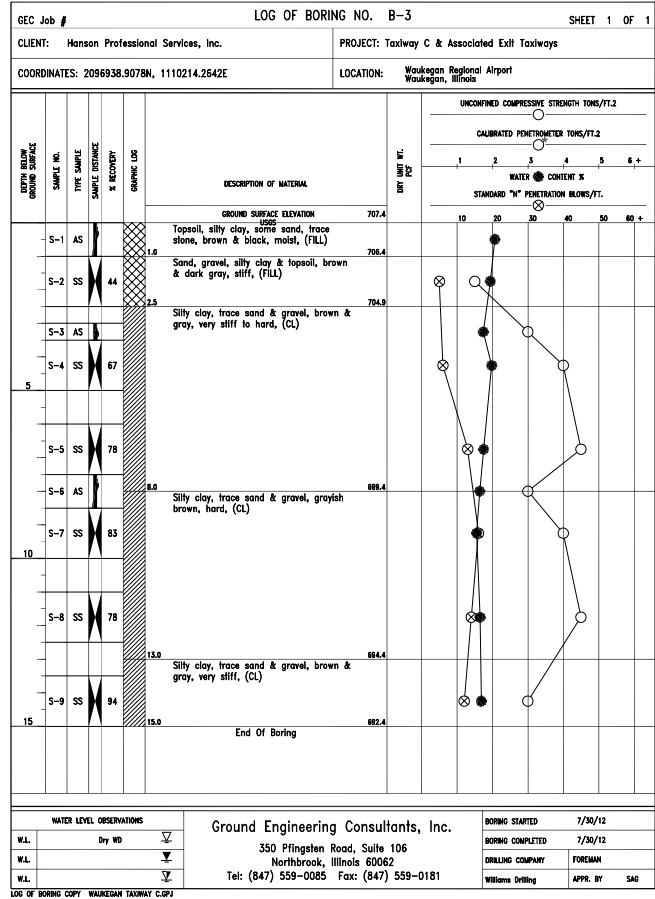 GEC Job #
LOG OF BORING NO. B-3
SHEET 1 OF 1
CLIENT: Hanson Professional Services, Inc.
PROJECT: Taxiway C & Associated Exit Taxiways
COORDINATES: 2096938.9078N, 1110214.2642E
LOCATION: Waukegan Regional Airport
Waukegan, Illinois
DEPTH BELOW
GROUND SURFACE
SAMPLE NO.
TYPE SAMPLE
SAMPLE DISTANCE
% RECOVERY
GRAPHIC LOG
DESCRIPTION OF MATERIAL
DRY UNIT WT.
PCF
UNCONFINED COMPRESSIVE STRENGTH TONS/FT.2
CALIBRATED PENETROMETER TONS/FT.2
*
1 2 3 4 5 6 +
WATER CONTENT %
STANDARD "N" PENETRATION BLOWS/FT.
10 20 30 40 50 60 +
GROUND SURFACE ELEVATION 707.4
USGS
S-1 AS
Topsoil, silty clay, some sand, trace
stone, brown & black, moist, (FILL)
1.0 706.4
S-2 SS 44
Sand, gravel, silty clay & topsoil, brown
& dark gray, stiff, (FILL)
2.5 704.9
Silty clay, trace sand & gravel, brown &
gray, very stiff to hard, (CL)
S-3 AS
S-4 SS 67
5
S-5 SS 78
S-6 AS
8.0 699.4
Silty clay, trace sand & gravel, grayish
brown, hard, (CL)
S-7 SS 83
10
S-8 SS 78
13.0 694.4
Silty clay, trace sand & gravel, brown &
gray, very stiff, (CL)
S-9 SS 94
15 15.0 692.4
End Of Boring
WATER LEVEL OBSERVATIONS
W.L. Dry WD
W.L.
W.L.
Ground Engineering Consultants, Inc.
350 Pfingsten Road, Suite 106
Northbrook, Illinois 60062
Tel: (847) 559-0085 Fax: (847) 559-0181
BORING STARTED 7/30/12
BORING COMPLETED 7/30/12
DRILLING COMPANY FOREMAN
Williams Drilling APPR. BY SAG
LOG OF BORING COPY WAUKEGAN TAXIWAY C.GPJ